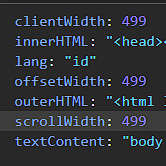 clientWidth: 499
innerHTML: "<head><
lang: "id"
offsetWidth: 499
outerHTML: "<html l
scrollWidth: 499
textContent: "body